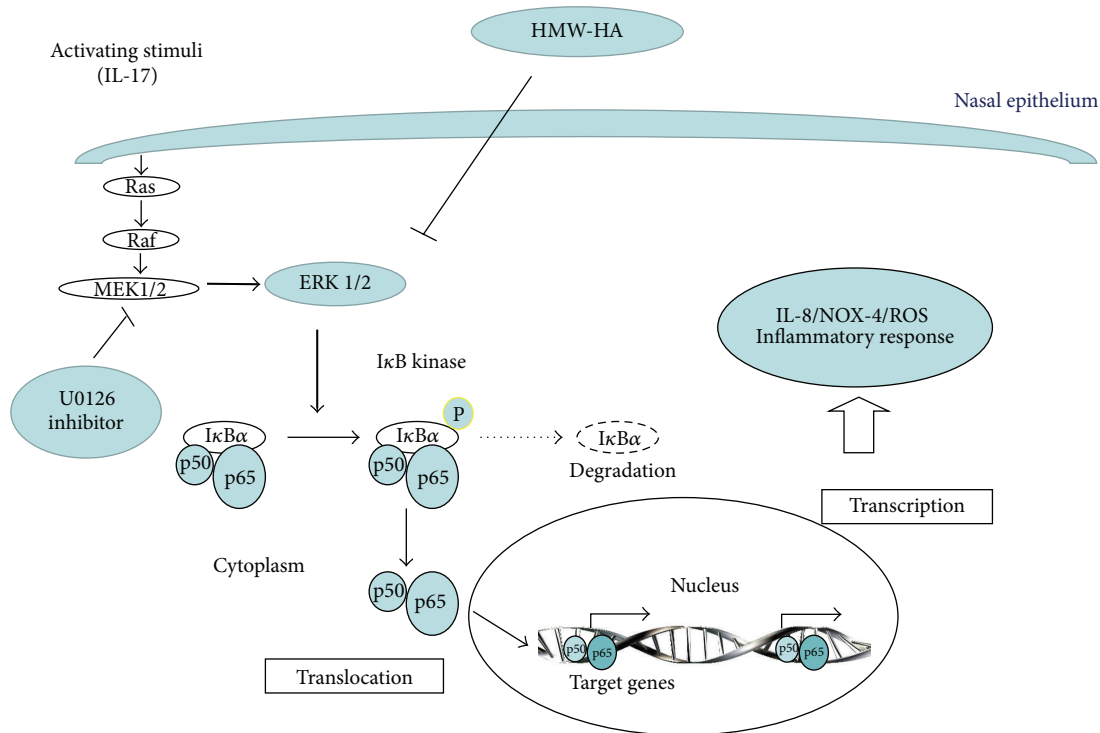 HMW-HA
Activating stimuli
(IL-17)
Nasal epithelium
Ras
Raf
MEK1/2
ERK 1/2
U0126
inhibitor
IκB kinase
IL-8/NOX-4/ROS
Inflammatory response
P
IκBα
p50
p65
IκBα
p50
p65
IκBα
Degradation
Transcription
Cytoplasm
p50
p65
Nucleus
p50
p65
p50
p65
Target genes
Translocation